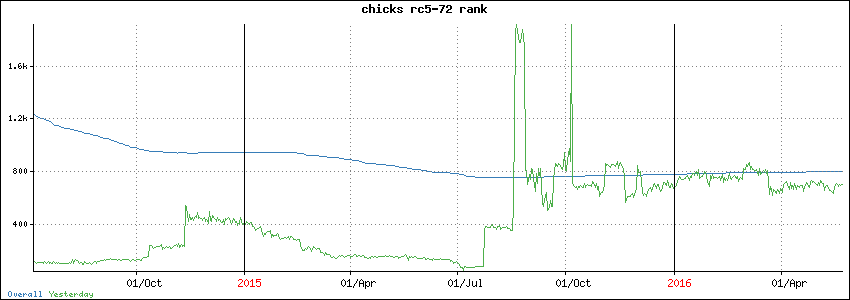 chicks rc5-72 rank
1.6k
1.2k
800
400
01/Oct 2015 01/Apr 01/Jul 01/Oct 2016 01/Apr
Overall Yesterday